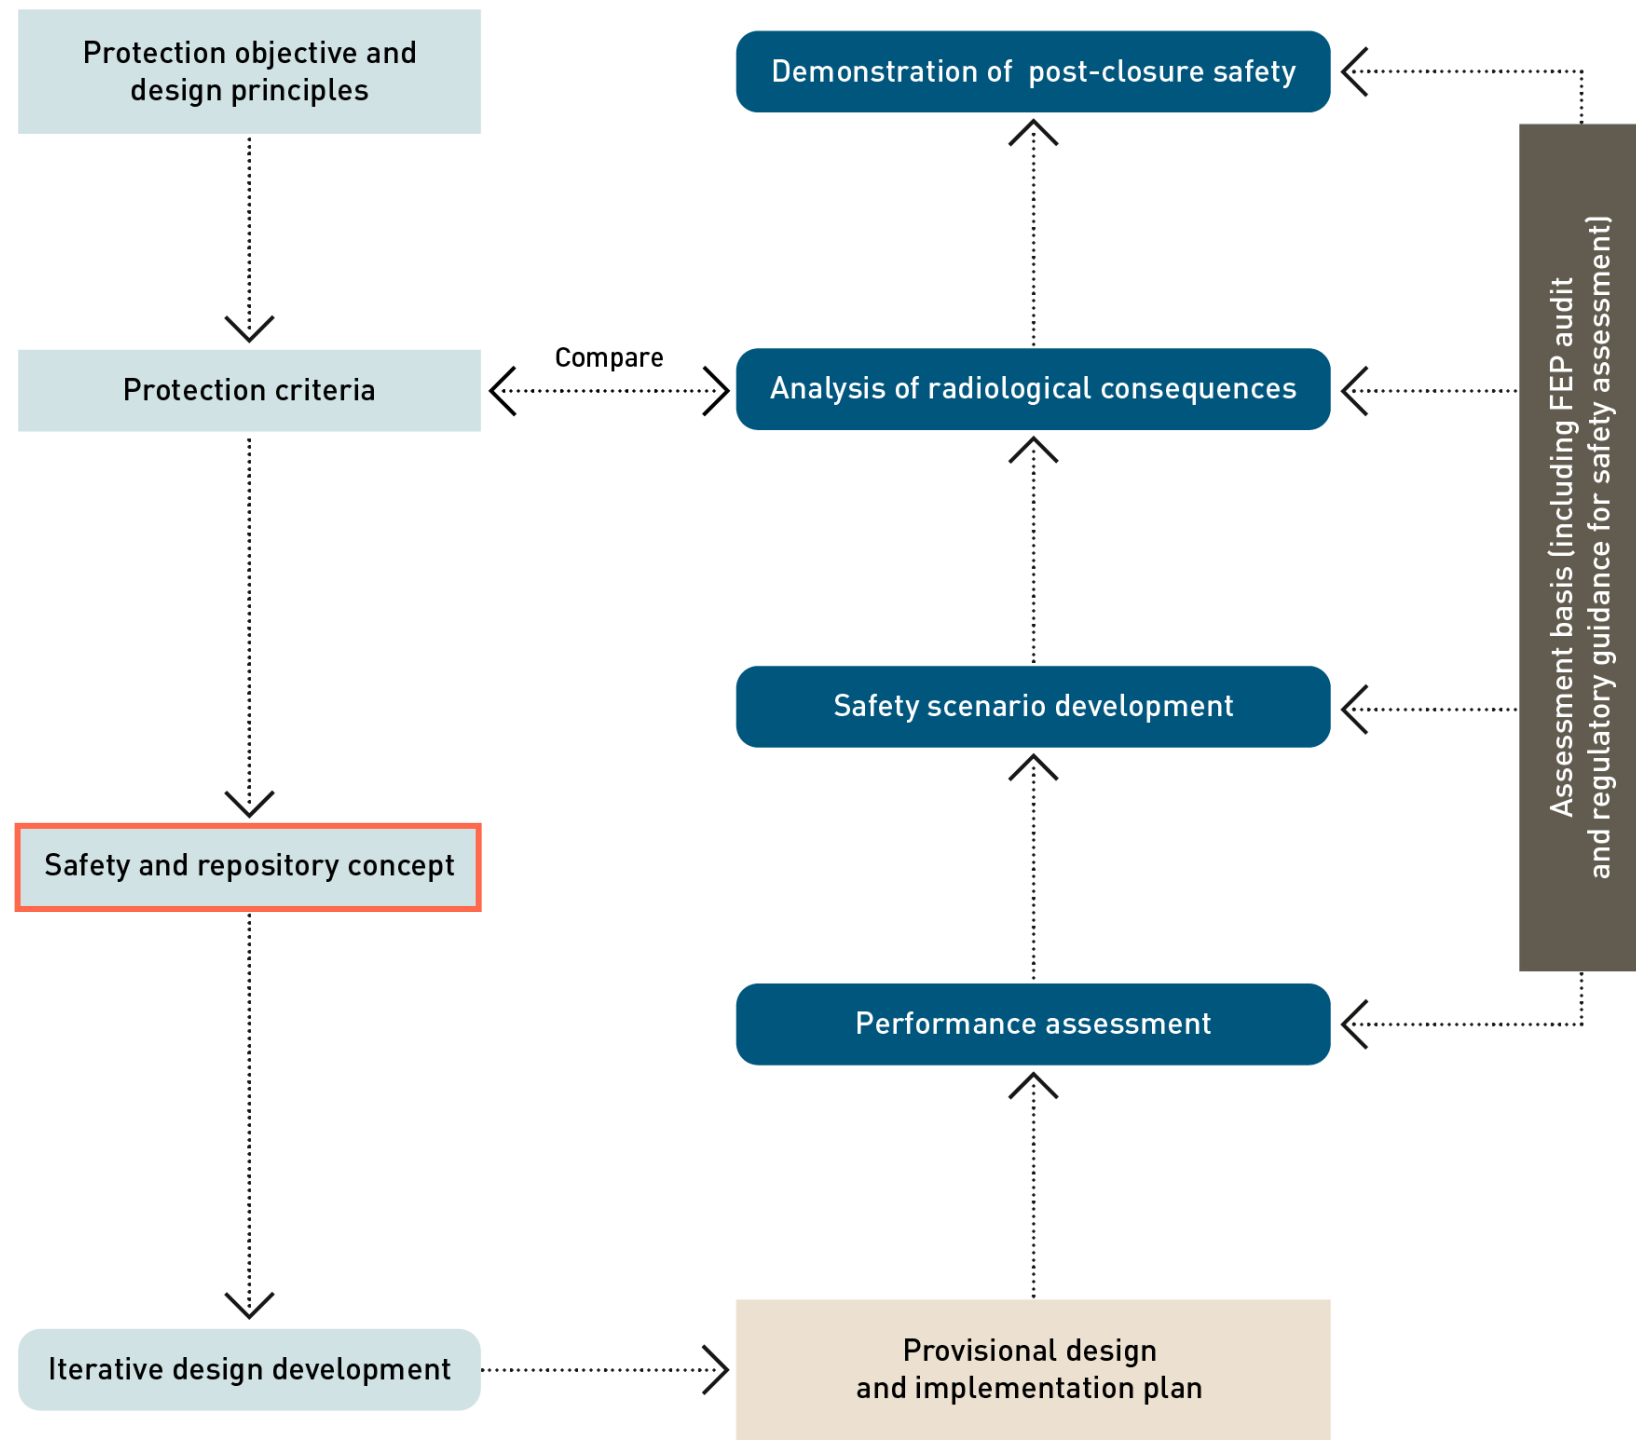 Protection objective and
design principles
Demonstration of post-closure safety
Protection criteria
Compare
Analysis of radiological consequences
Safety scenario development
Safety and repository concept
Performance assessment
Iterative design development
Provisional design
and implementation plan
Assessment basis (including FEP audit
and regulatory guidance for safety assessment)